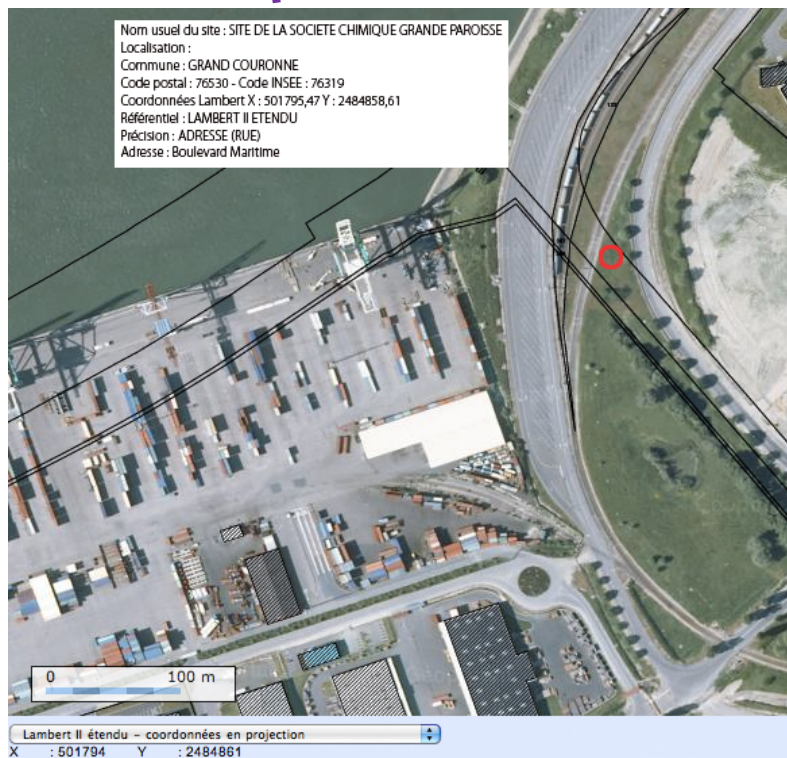 Nom usuel du site : SITE DE LA SOCIETE CHIMIQUE GRANDE PAROISSE
Localisation :
Commune : GRAND COURONNE
Code postal : 76530 - Code INSEE : 76319
Coordonnées Lambert X : 501795,47 Y : 2484858,61
Référentiel : LAMBERT II ETENDU
Précision : ADRESSE (RUE)
Adresse : Boulevard Maritime
0 100 m
Lambert II étendu - coordonnées en projection
X : 501794 Y : 2484861